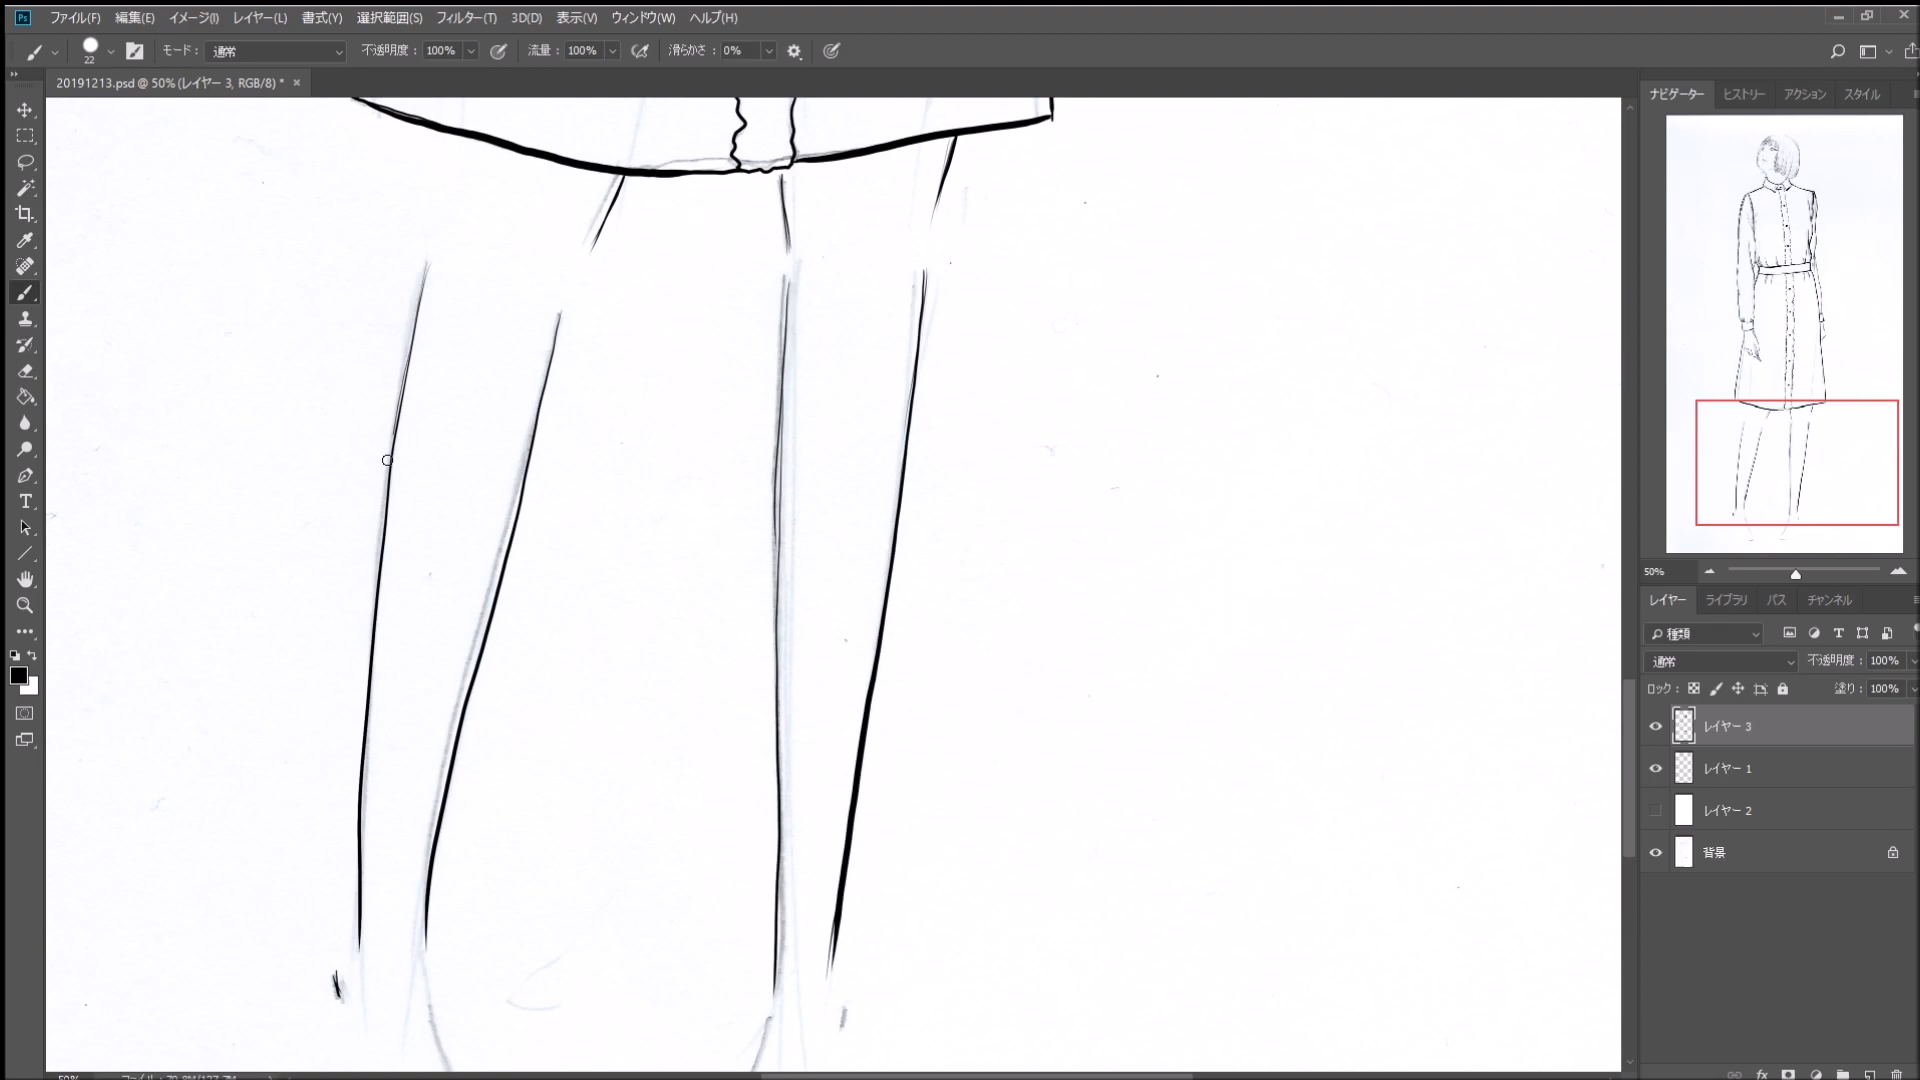 Ps ファイル(F) 編集(E) イメージ(I) レイヤー(L) 書式(Y) 選択範囲(S) フィルター(T) 3D(D) 表示(V) ウィンドウ(W) ヘルプ(H)
22 モード: 通常 不透明度: 100% 流量: 100% 滑らかさ: 0%
20191213.psd @ 50% (レイヤー 3, RGB/8) *
ナビゲーター ヒストリー アクション スタイル
50%
レイヤー ライブラリ パス チャンネル
種類
通常 不透明度: 100%
ロック: 塗り: 100%
レイヤー 3
レイヤー 1
レイヤー 2
背景